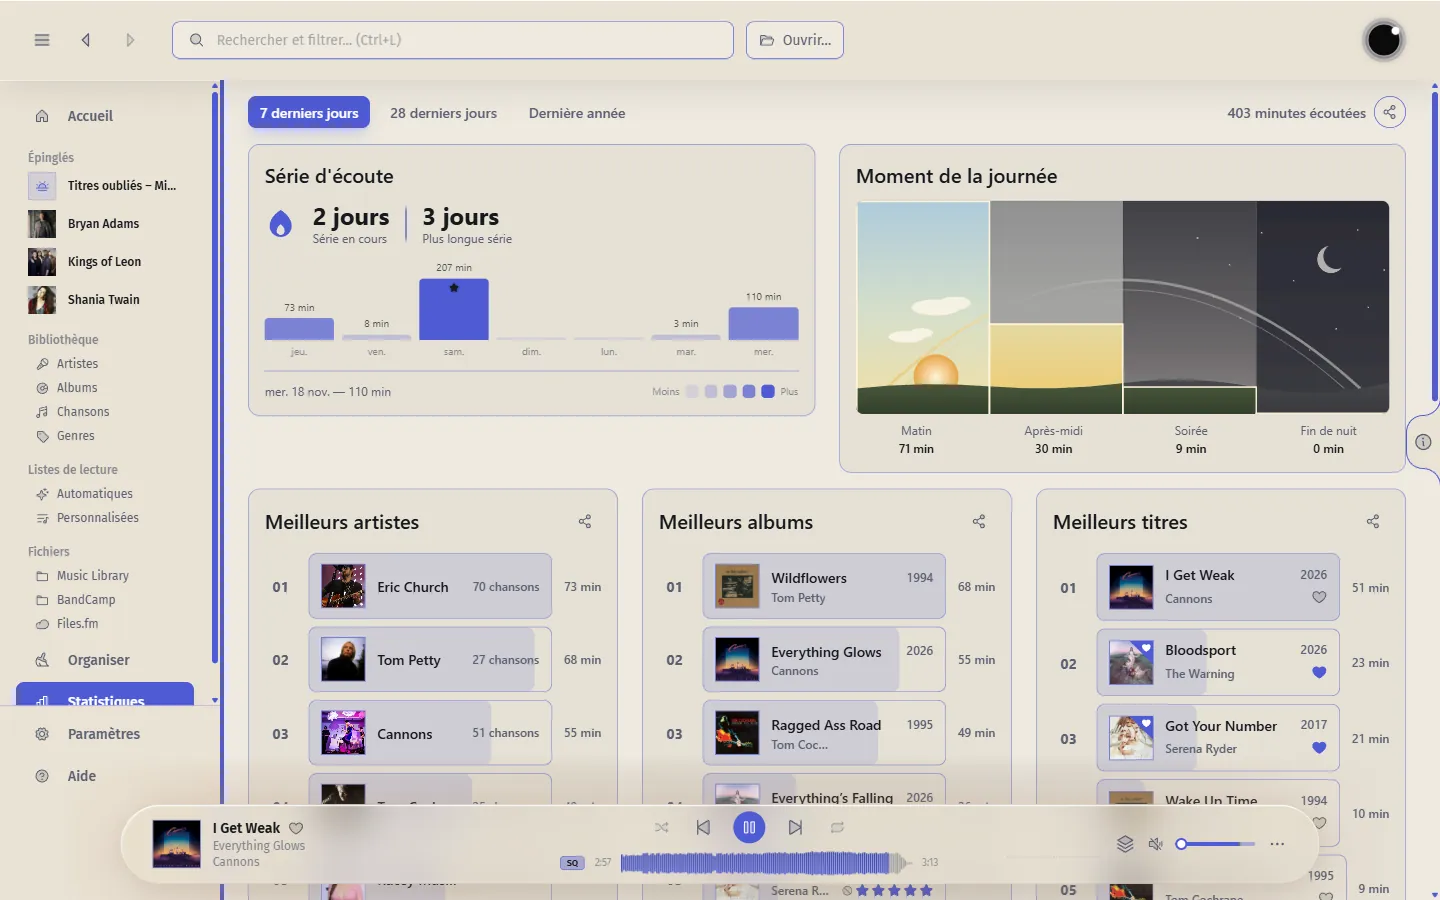 Rechercher et filtrer... (Ctrl+L)
Ouvrir...
Accueil
Épinglés
Titres oubliés – Mi...
Bryan Adams
Kings of Leon
Shania Twain
Bibliothèque
Artistes
Albums
Chansons
Genres
Listes de lecture
Automatiques
Personnalisées
Fichiers
Music Library
BandCamp
Files.fm
Organiser
Statistiques
Paramètres
Aide
7 derniers jours
28 derniers jours
Dernière année
403 minutes écoutées
Série d'écoute
2 jours
Série en cours
3 jours
Plus longue série
73 min
8 min
207 min
3 min
110 min
jeu.
ven.
sam.
dim.
lun.
mar.
mer.
mer. 18 nov. — 110 min
Moins
Plus
Moment de la journée
Matin
71 min
Après-midi
30 min
Soirée
9 min
Fin de nuit
0 min
Meilleurs artistes
01
Eric Church
70 chansons
73 min
02
Tom Petty
27 chansons
68 min
03
Cannons
51 chansons
55 min
Meilleurs albums
01
Wildflowers
1994
Tom Petty
68 min
02
Everything Glows
2026
Cannons
55 min
03
Ragged Ass Road
1995
Tom Coc...
49 min
Everything's Falling
2026
Serena R...
Meilleurs titres
01
I Get Weak
2026
Cannons
51 min
02
Bloodsport
2026
The Warning
23 min
03
Got Your Number
2017
Serena Ryder
21 min
Wake Up Time
1994
10 min
05
1995
Tom Cochrane
9 min
I Get Weak
Everything Glows
Cannons
SQ
2:57
3:13